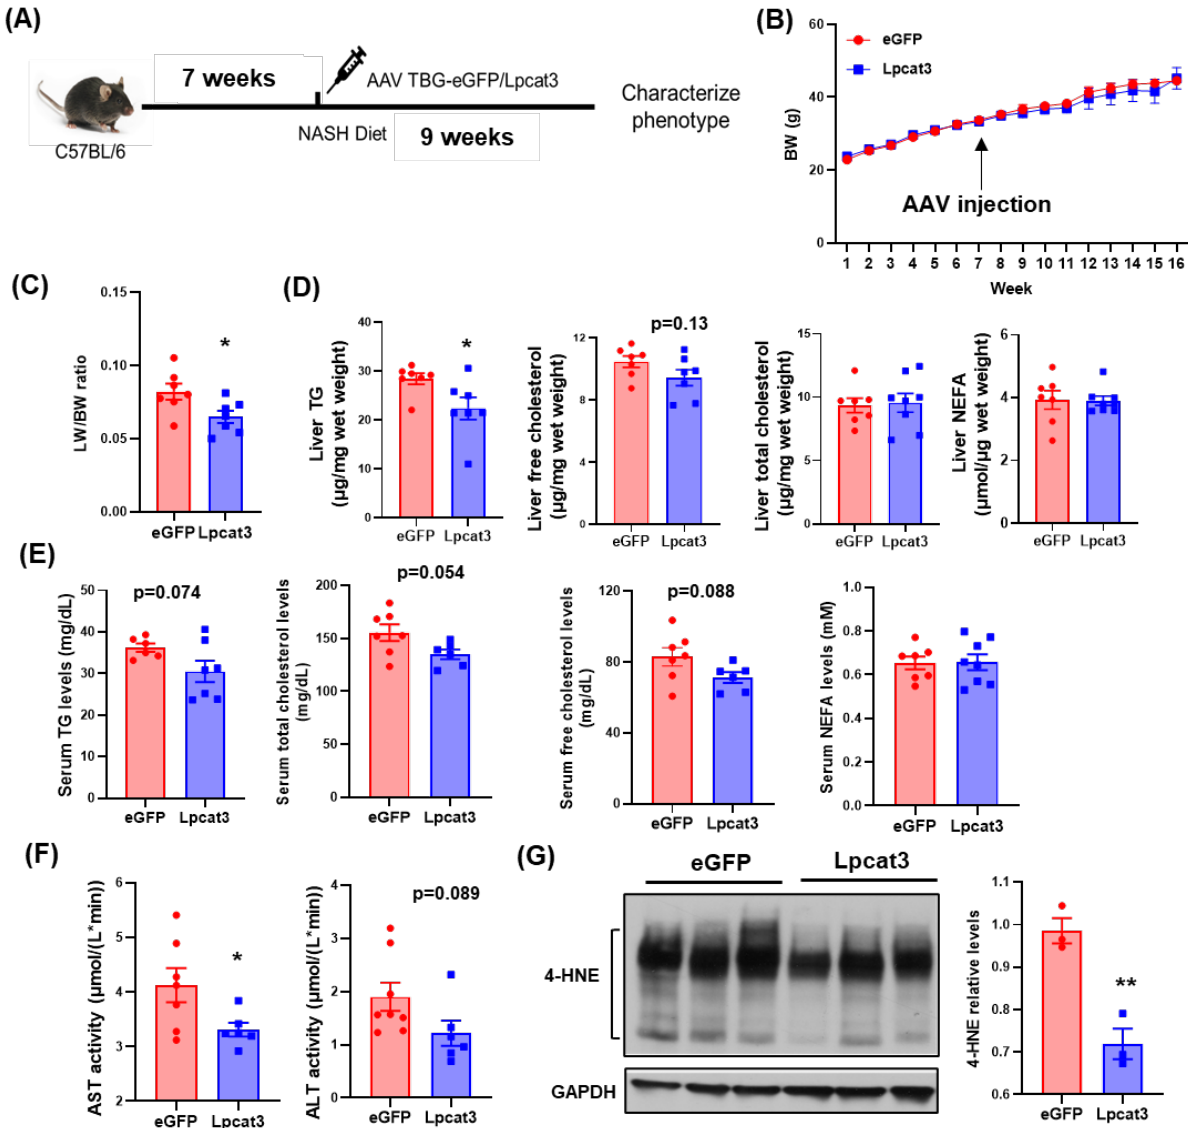 (A)
7 weeks
AAV TBG-eGFP/Lpcat3
NASH Diet
9 weeks
C57BL/6
Characterize
phenotype
(B)
BW (g)
60
40
20
0
eGFP
Lpcat3
AAV injection
1 2 3 4 5 6 7 8 9 10 11 12 13 14 15 16
Week
(C)
LW/BW ratio
0.15
0.10
0.05
0.00
*
eGFP Lpcat3
(D)
Liver TG
(µg/mg wet weight)
40
30
20
10
0
*
eGFP Lpcat3
Liver free cholesterol
(µg/mg wet weight)
12
8
4
0
p=0.13
eGFP Lpcat3
Liver total cholesterol
(µg/mg wet weight)
15
10
5
0
eGFP Lpcat3
Liver NEFA
(µmol/µg wet weight)
6
4
2
0
eGFP Lpcat3
(E)
Serum TG levels (mg/dL)
50
40
30
20
10
0
p=0.074
eGFP Lpcat3
Serum total cholesterol levels
(mg/dL)
200
150
100
50
0
p=0.054
eGFP Lpcat3
Serum free cholesterol levels
(mg/dL)
120
80
40
0
p=0.088
eGFP Lpcat3
Serum NEFA levels (mM)
1.0
0.8
0.6
0.4
0.2
0.0
eGFP Lpcat3
(F)
AST activity (µmol/(L*min))
6
5
4
3
2
*
eGFP Lpcat3
ALT activity (µmol/(L*min))
4
3
2
1
0
p=0.089
eGFP Lpcat3
(G)
eGFP Lpcat3
4-HNE
GAPDH
4-HNE relative levels
1.1
1.0
0.9
0.8
0.7
0.6
**
eGFP Lpcat3